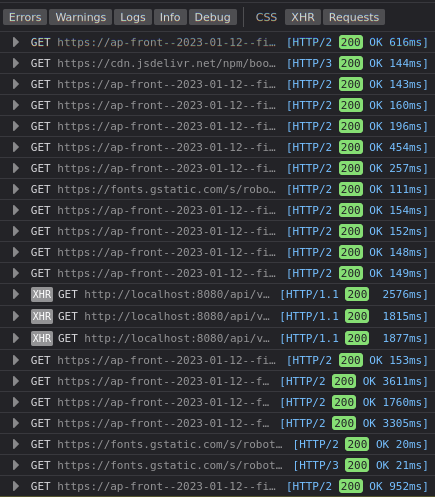 Errors Warnings Logs Info Debug CSS XHR Requests
GET https://ap-front--2023-01-12--fi… [HTTP/2 200 OK 616ms]
GET https://cdn.jsdelivr.net/npm/boo… [HTTP/3 200 OK 144ms]
GET https://ap-front--2023-01-12--fi… [HTTP/2 200 OK 143ms]
GET https://ap-front--2023-01-12--fi… [HTTP/2 200 OK 160ms]
GET https://ap-front--2023-01-12--fi… [HTTP/2 200 OK 196ms]
GET https://ap-front--2023-01-12--fi… [HTTP/2 200 OK 454ms]
GET https://ap-front--2023-01-12--fi… [HTTP/2 200 OK 257ms]
GET https://fonts.gstatic.com/s/robo… [HTTP/2 200 OK 111ms]
GET https://ap-front--2023-01-12--fi… [HTTP/2 200 OK 154ms]
GET https://ap-front--2023-01-12--fi… [HTTP/2 200 OK 152ms]
GET https://ap-front--2023-01-12--fi… [HTTP/2 200 OK 148ms]
GET https://ap-front--2023-01-12--fi… [HTTP/2 200 OK 149ms]
XHR GET http://localhost:8080/api/v… [HTTP/1.1 200 2576ms]
XHR GET http://localhost:8080/api/v… [HTTP/1.1 200 1815ms]
XHR GET http://localhost:8080/api/v… [HTTP/1.1 200 1877ms]
GET https://ap-front--2023-01-12--fi… [HTTP/2 200 OK 153ms]
GET https://ap-front--2023-01-12--f… [HTTP/2 200 OK 3611ms]
GET https://ap-front--2023-01-12--f… [HTTP/2 200 OK 1760ms]
GET https://ap-front--2023-01-12--f… [HTTP/2 200 OK 3305ms]
GET https://fonts.gstatic.com/s/robot… [HTTP/2 200 OK 20ms]
GET https://fonts.gstatic.com/s/robot… [HTTP/3 200 OK 21ms]
GET https://ap-front--2023-01-12--fi… [HTTP/2 200 OK 952ms]